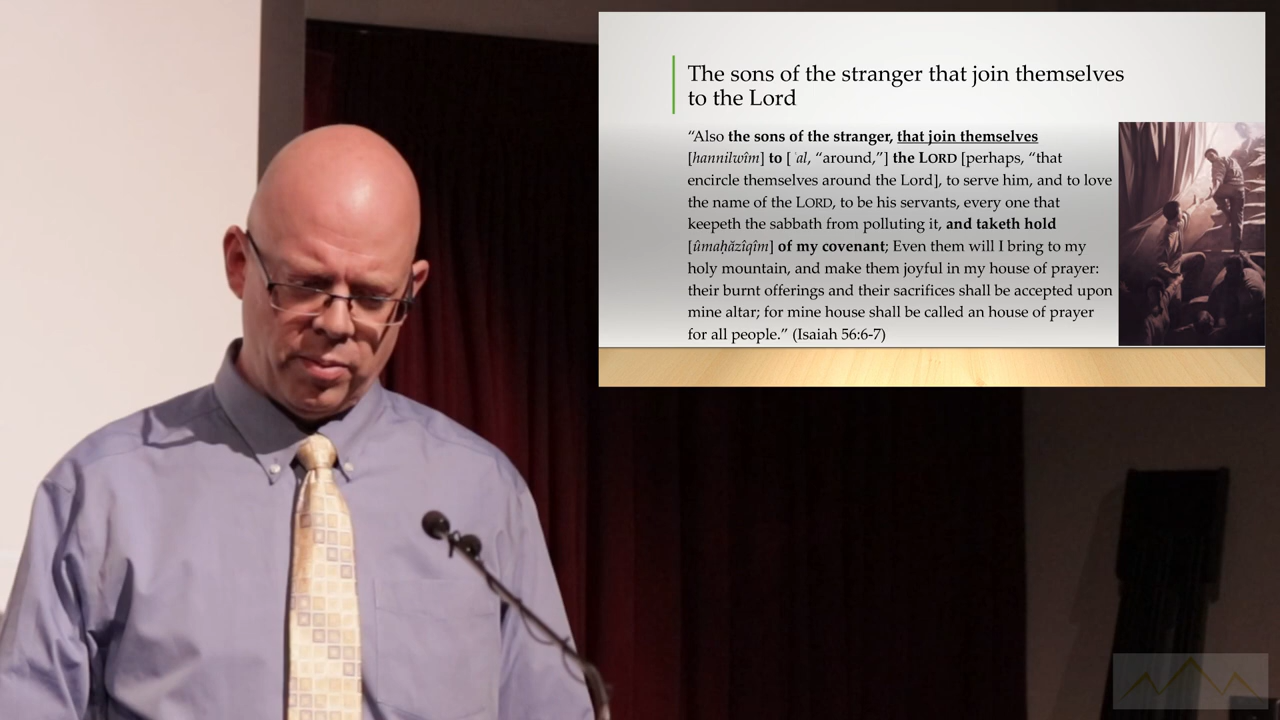 The sons of the stranger that join themselves
to the Lord
“Also the sons of the stranger, that join themselves
[hannilwîm] to [ ʿal, “around,”] the LORD [perhaps, “that
encircle themselves around the Lord], to serve him, and to love
the name of the LORD, to be his servants, every one that
keepeth the sabbath from polluting it, and taketh hold
[ûmaḥăzîqîm] of my covenant; Even them will I bring to my
holy mountain, and make them joyful in my house of prayer:
their burnt offerings and their sacrifices shall be accepted upon
mine altar; for mine house shall be called an house of prayer
for all people.” (Isaiah 56:6-7)